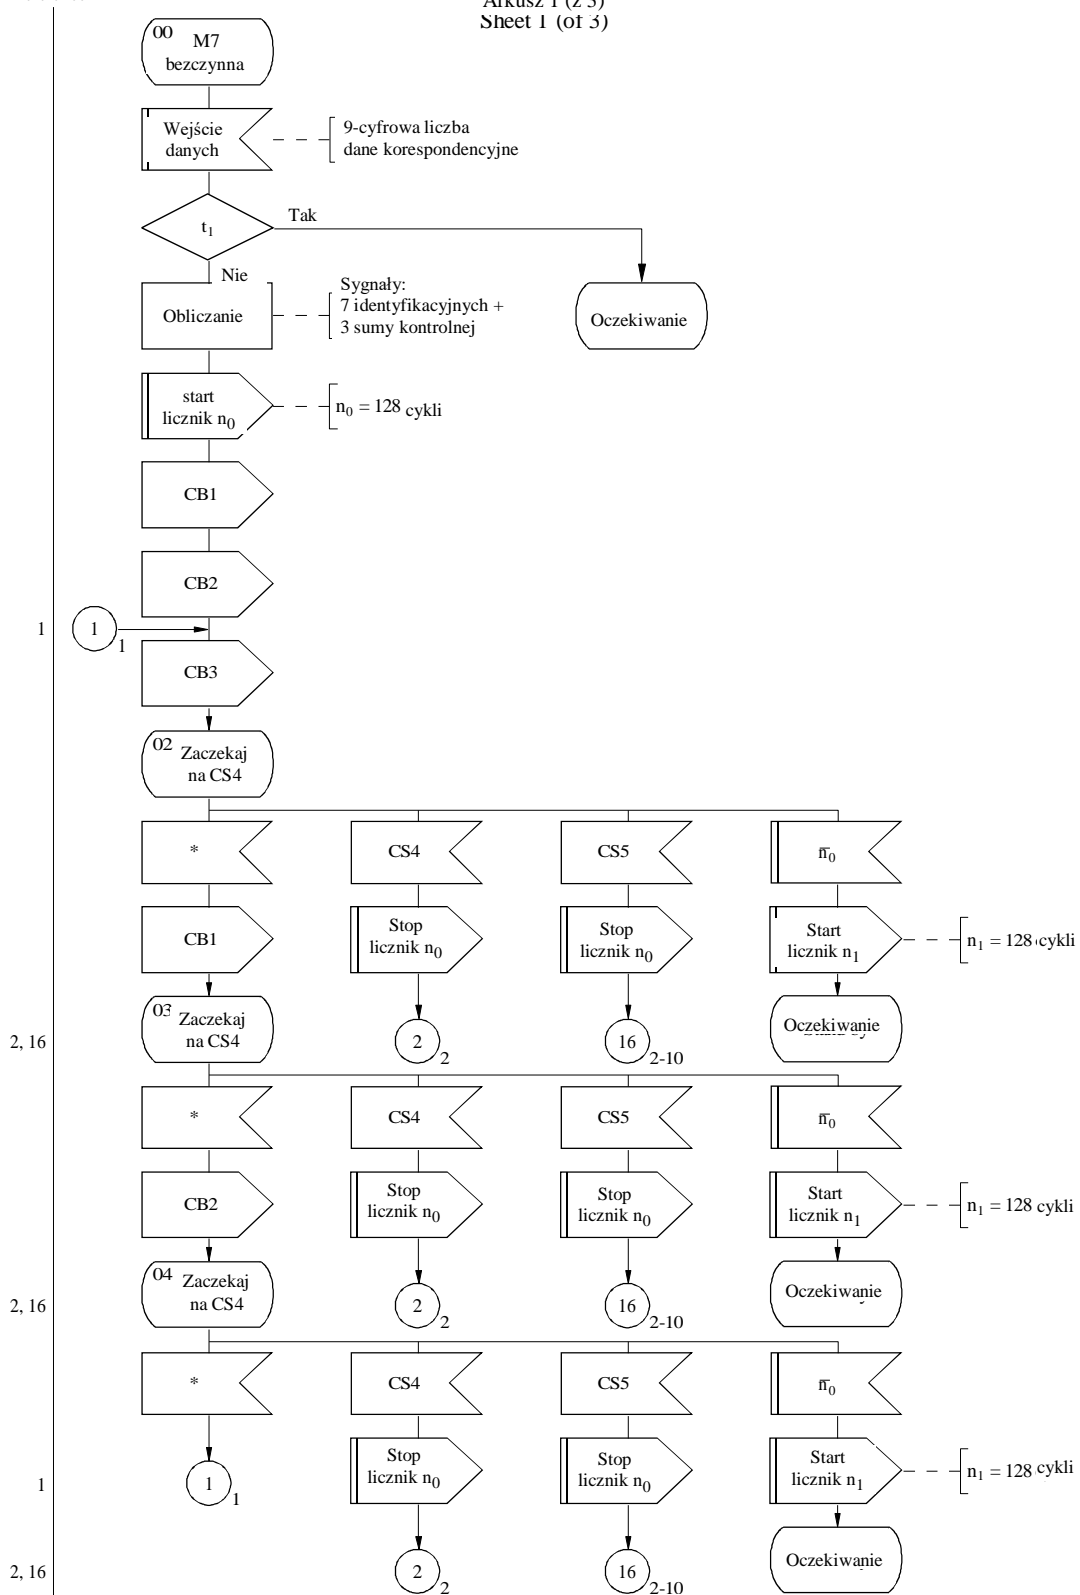 Arkusz 1 (z 3)
Sheet 1 (of 3)
00
M7
bezczynna
Wejście
danych
9-cyfrowa liczba
dane korespondencyjne
t1
Tak
Nie
Obliczanie
Sygnały:
7 identyfikacyjnych +
3 sumy kontrolnej
Oczekiwanie
start
licznik n0
n0 = 128 cykli
CB1
CB2
1
1
1
CB3
02
Zaczekaj
na CS4
*
CS4
CS5
n̅0
CB1
Stop
licznik n0
Stop
licznik n0
Start
licznik n1
n1 = 128 cykli
03
Zaczekaj
na CS4
2, 16
2
2
16
2-10
Oczekiwanie
*
CS4
CS5
n̅0
CB2
Stop
licznik n0
Stop
licznik n0
Start
licznik n1
n1 = 128 cykli
04
Zaczekaj
na CS4
2, 16
2
2
16
2-10
Oczekiwanie
*
CS4
CS5
n̅0
1
1
1
Stop
licznik n0
Stop
licznik n0
Start
licznik n1
n1 = 128 cykli
2, 16
2
2
16
2-10
Oczekiwanie